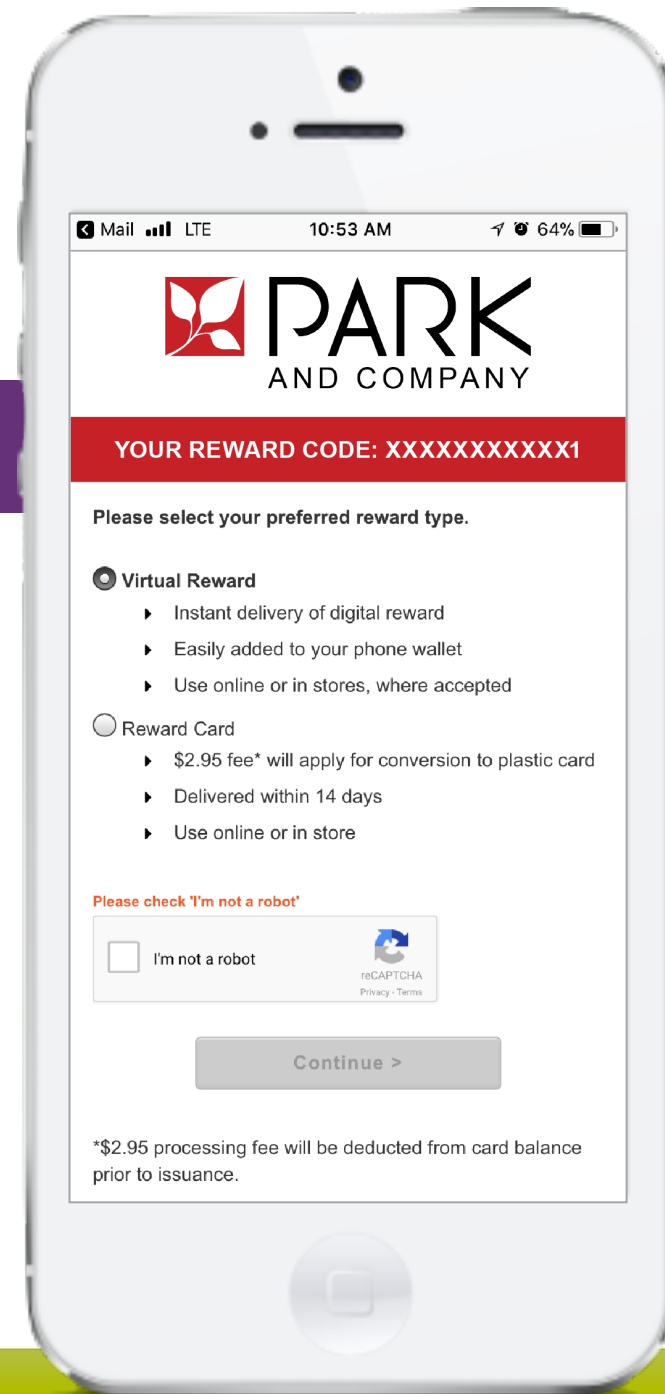 Mail LTE 10:53 AM 64%
PARK
AND COMPANY
YOUR REWARD CODE: XXXXXXXXXXX1
Please select your preferred reward type.
Virtual Reward
Instant delivery of digital reward
Easily added to your phone wallet
Use online or in stores, where accepted
Reward Card
$2.95 fee* will apply for conversion to plastic card
Delivered within 14 days
Use online or in store
Please check 'I'm not a robot'
I'm not a robot
reCAPTCHA
Privacy - Terms
Continue >
*$2.95 processing fee will be deducted from card balance
prior to issuance.